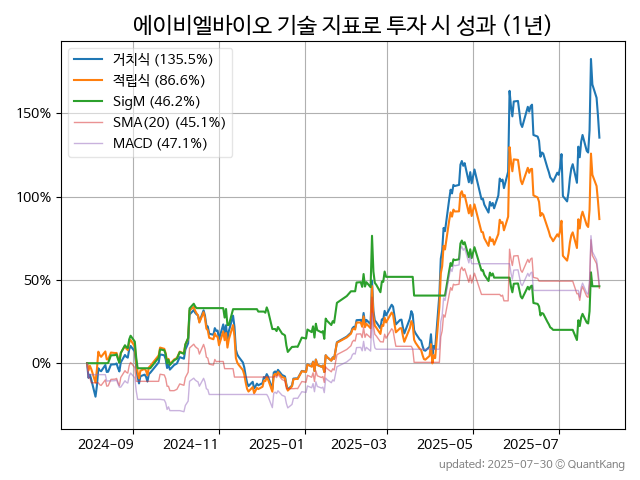 에이비엘바이오 기술 지표로 투자 시 성과 (1년)
거치식 (135.5%)
적립식 (86.6%)
SigM (46.2%)
SMA(20) (45.1%)
MACD (47.1%)
150%
100%
50%
0%
2024-09 2024-11 2025-01 2025-03 2025-05 2025-07
updated: 2025-07-30 © QuantKang